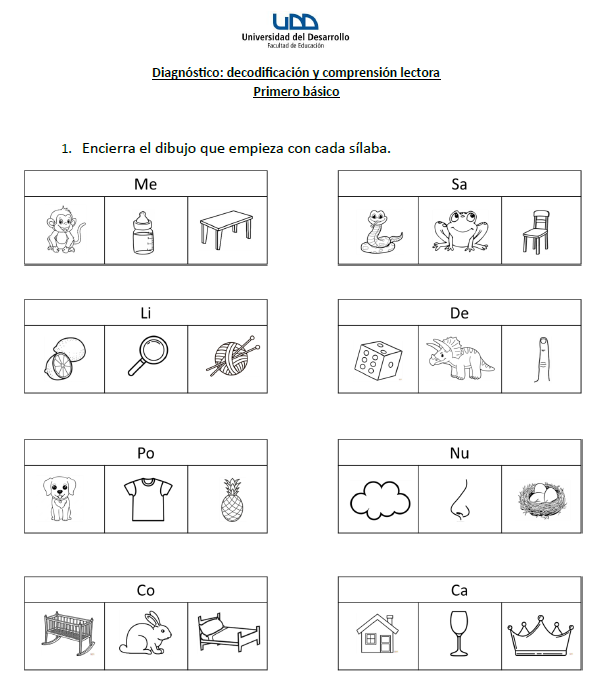 UDD
Universidad del Desarrollo
Facultad de Educación
Diagnóstico: decodificación y comprensión lectora
Primero básico
1. Encierra el dibujo que empieza con cada sílaba.
Me
Sa
Li
De
Po
Nu
Co
Ca